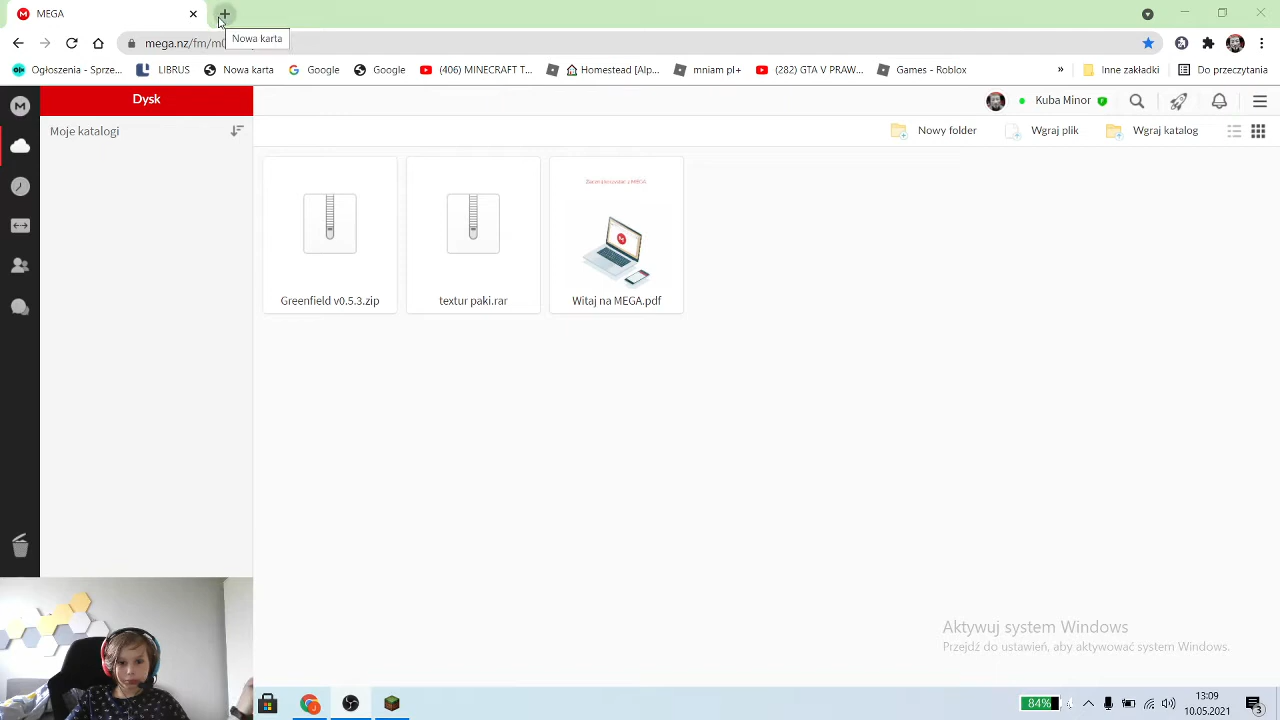 MEGA
Nowa karta
mega.nz/fm/m
Ogłoszenia - Sprze...
LIBRUS
Nowa karta
Google
Google
(406) MINECRAFT T...
Homestead [Alp...
mniam pl+
(282) GTA V PRAW...
Games - Roblox
»
Inne zakładki
Do przeczytania
Dysk
Kuba Minor
Moje katalogi
Nowy folder
Wgraj plik
Wgraj katalog
Greenfield v0.5.3.zip
textur paki.rar
Witaj na MEGA.pdf
Aktywuj system Windows
Przejdź do ustawień, aby aktywować system Windows.
84%
13:09
10.05.2021
3